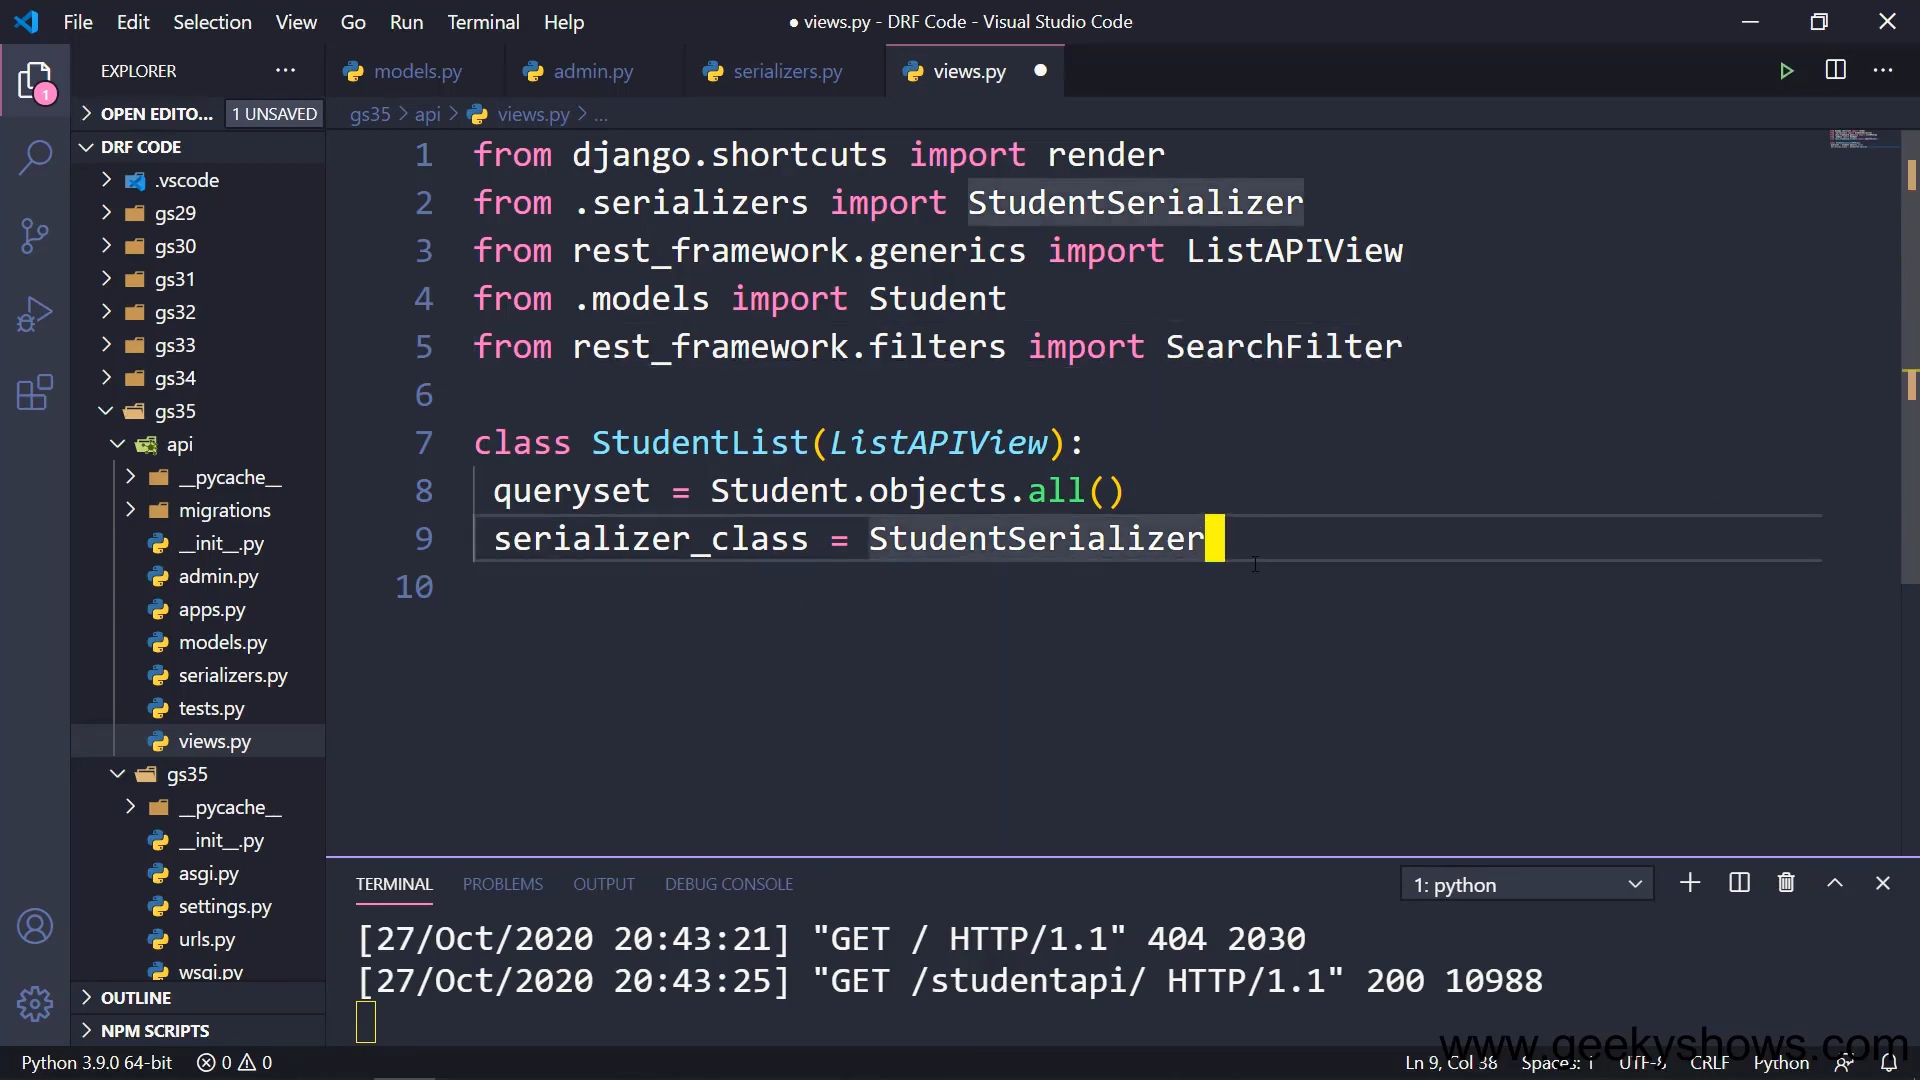 File Edit Selection View Go Run Terminal Help
● views.py - DRF Code - Visual Studio Code
EXPLORER
models.py
admin.py
serializers.py
views.py
OPEN EDITO... 1 UNSAVED
gs35 > api > views.py > ...
DRF CODE
.vscode
gs29
gs30
gs31
gs32
gs33
gs34
gs35
api
__pycache__
migrations
__init__.py
admin.py
apps.py
models.py
serializers.py
tests.py
views.py
gs35
__pycache__
__init__.py
asgi.py
settings.py
urls.py
wsgi.py
OUTLINE
NPM SCRIPTS
1
1 from django.shortcuts import render
2 from .serializers import StudentSerializer
3 from rest_framework.generics import ListAPIView
4 from .models import Student
5 from rest_framework.filters import SearchFilter
6
7 class StudentList(ListAPIView):
8 queryset = Student.objects.all()
9 serializer_class = StudentSerializer
10
TERMINAL PROBLEMS OUTPUT DEBUG CONSOLE
1: python
[27/Oct/2020 20:43:21] "GET / HTTP/1.1" 404 2030
[27/Oct/2020 20:43:25] "GET /studentapi/ HTTP/1.1" 200 10988
www.geekyshows.com
Python 3.9.0 64-bit 0 0
Ln 9, Col 38 Spaces: 1 UTF-8 CRLF Python